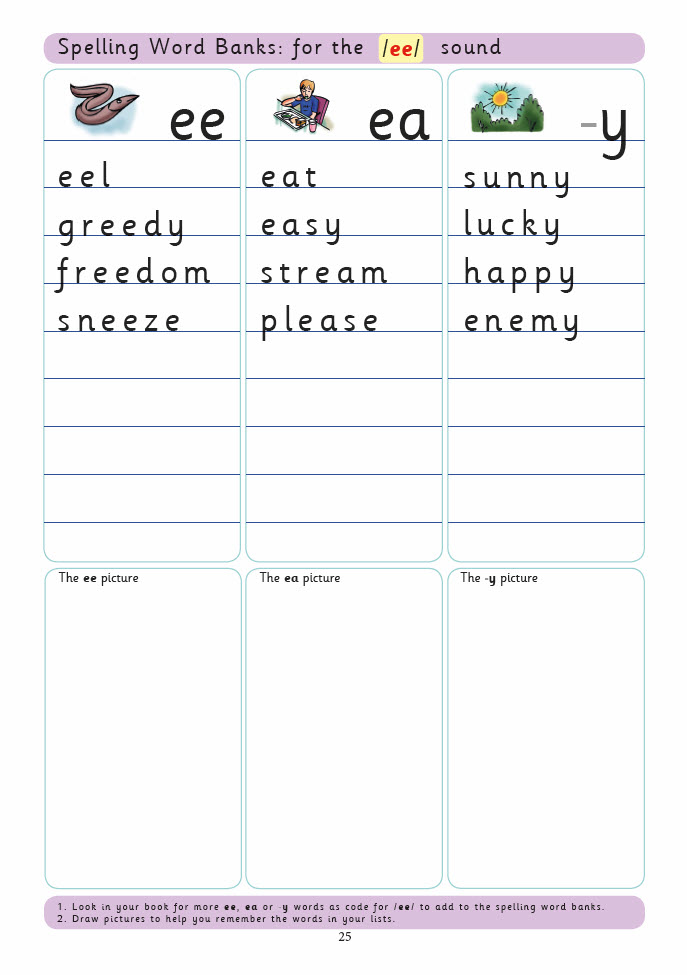 Spelling Word Banks: for the /ee/ sound
ee
eel
greedy
freedom
sneeze
ea
eat
easy
stream
please
-y
sunny
lucky
happy
enemy
The ee picture
The ea picture
The -y picture
1. Look in your book for more ee, ea or -y words as code for /ee/ to add to the spelling word banks.
2. Draw pictures to help you remember the words in your lists.
25